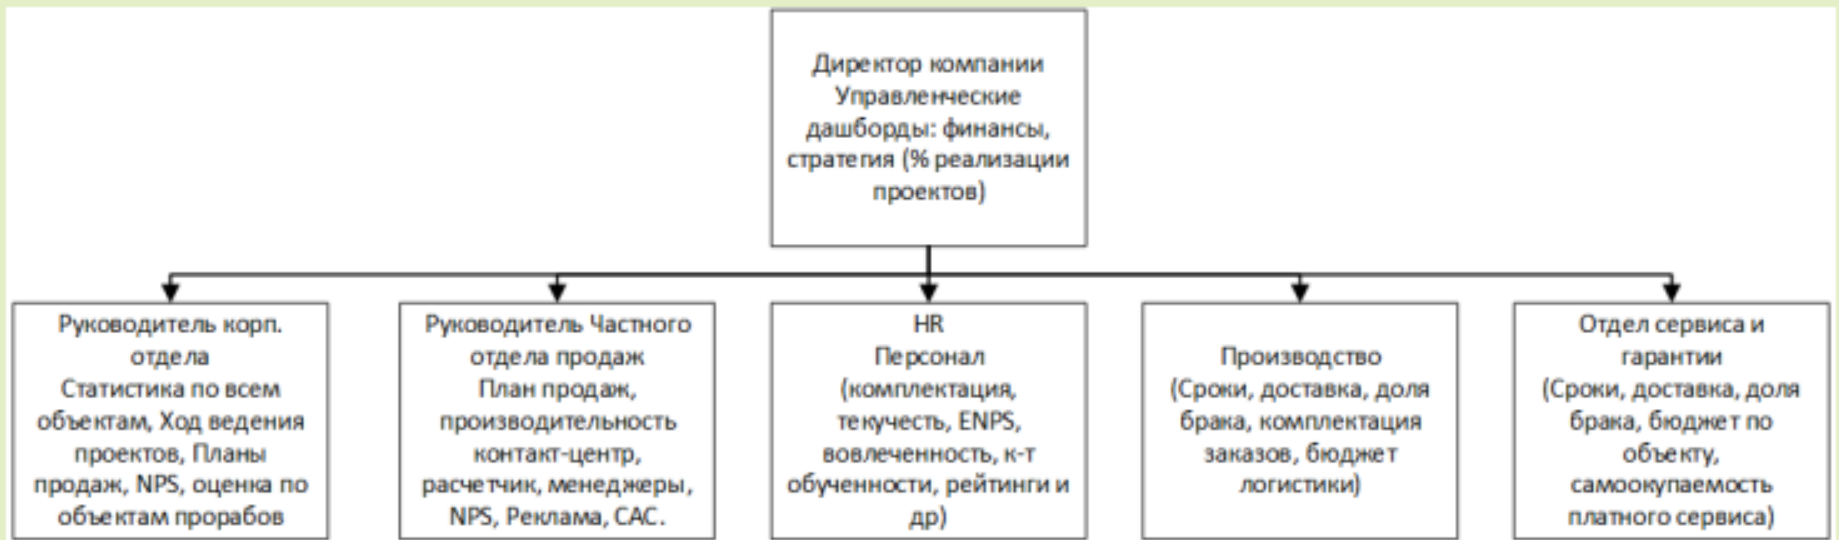 Директор компании
Управленческие
дашборды: финансы,
стратегия (% реализации
проектов)
Руководитель корп.
отдела
Статистика по всем
объектам, Ход ведения
проектов, Планы
продаж, NPS, оценка по
объектам прорабов
Руководитель Частного
отдела продаж
План продаж,
производительность
контакт-центр,
расчетчик, менеджеры,
NPS, Реклама, САС.
HR
Персонал
(комплектация,
текучесть, ENPS,
вовлеченность, к-т
обученности, рейтинги и
др)
Производство
(Сроки, доставка, доля
брака, комплектация
заказов, бюджет
логистики)
Отдел сервиса и
гарантии
(Сроки, доставка, доля
брака, бюджет по
объекту,
самоокупаемость
платного сервиса)